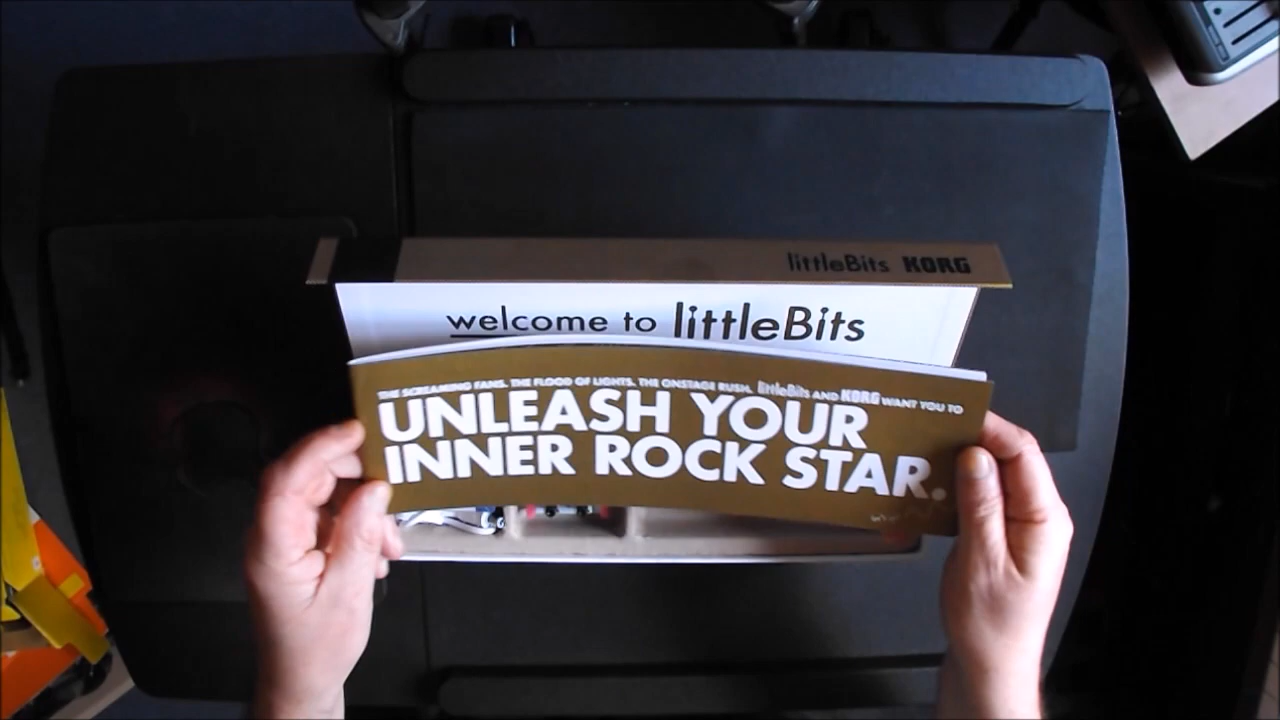 littleBits KORG
welcome to littleBits
THE SCREAMING FANS. THE FLOOD OF LIGHTS. THE ONSTAGE RUSH. littleBits AND KORG WANT YOU TO
UNLEASH YOUR
INNER ROCK STAR.